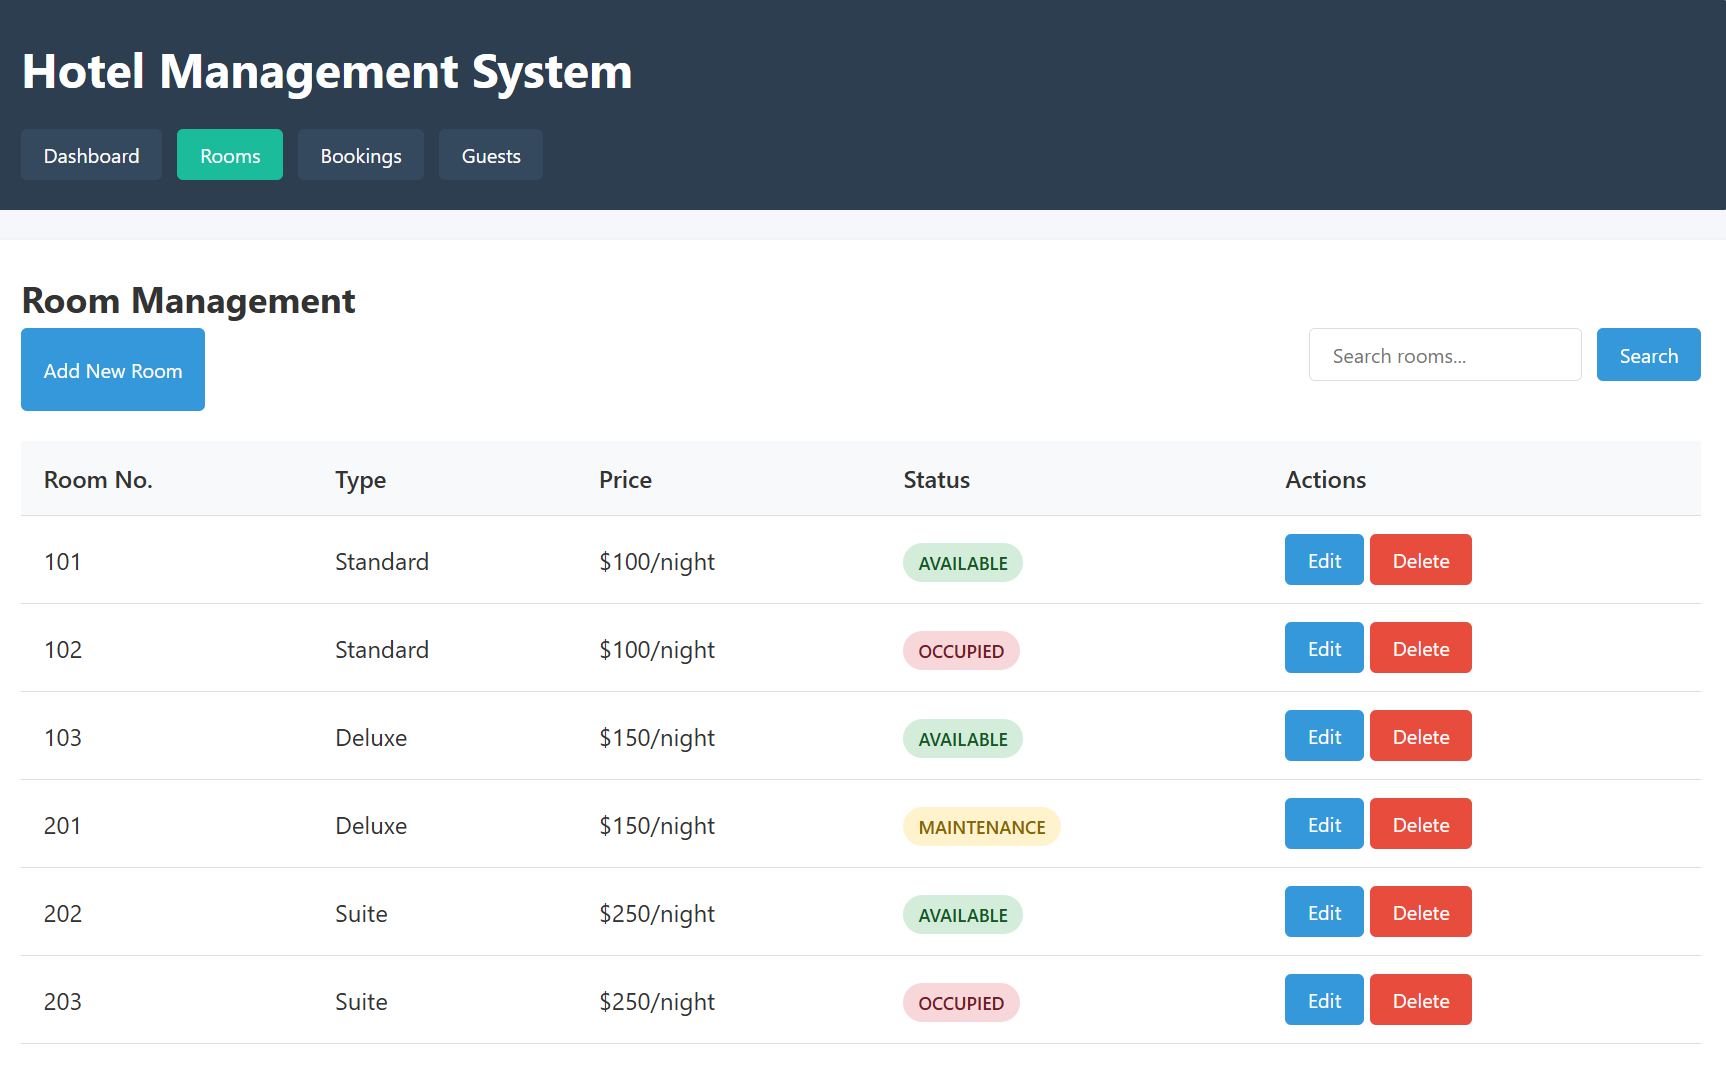 Hotel Management System
Dashboard Rooms Bookings Guests
Room Management
Add New Room Search rooms... Search
Room No. Type Price Status Actions
101 Standard $100/night AVAILABLE Edit Delete
102 Standard $100/night OCCUPIED Edit Delete
103 Deluxe $150/night AVAILABLE Edit Delete
201 Deluxe $150/night MAINTENANCE Edit Delete
202 Suite $250/night AVAILABLE Edit Delete
203 Suite $250/night OCCUPIED Edit Delete